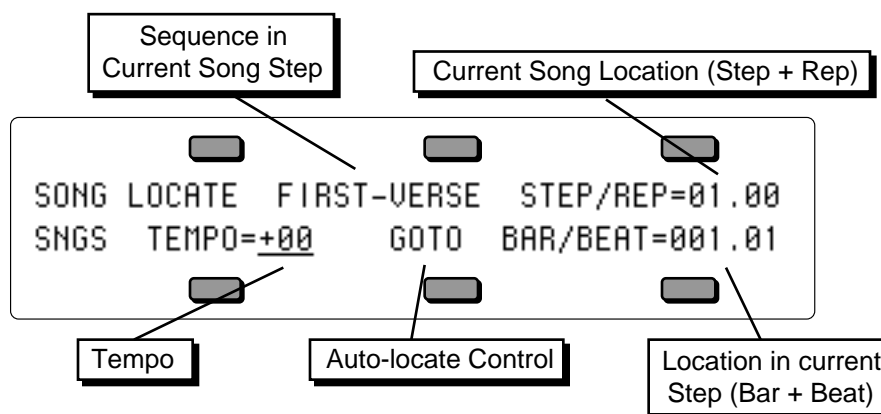 Sequence in
Current Song Step
Current Song Location (Step + Rep)
SONG LOCATE FIRST-VERSE STEP/REP=01.00
SNGS TEMPO=+00 GOTO BAR/BEAT=001.01
Tempo
Auto-locate Control
Location in current
Step (Bar + Beat)